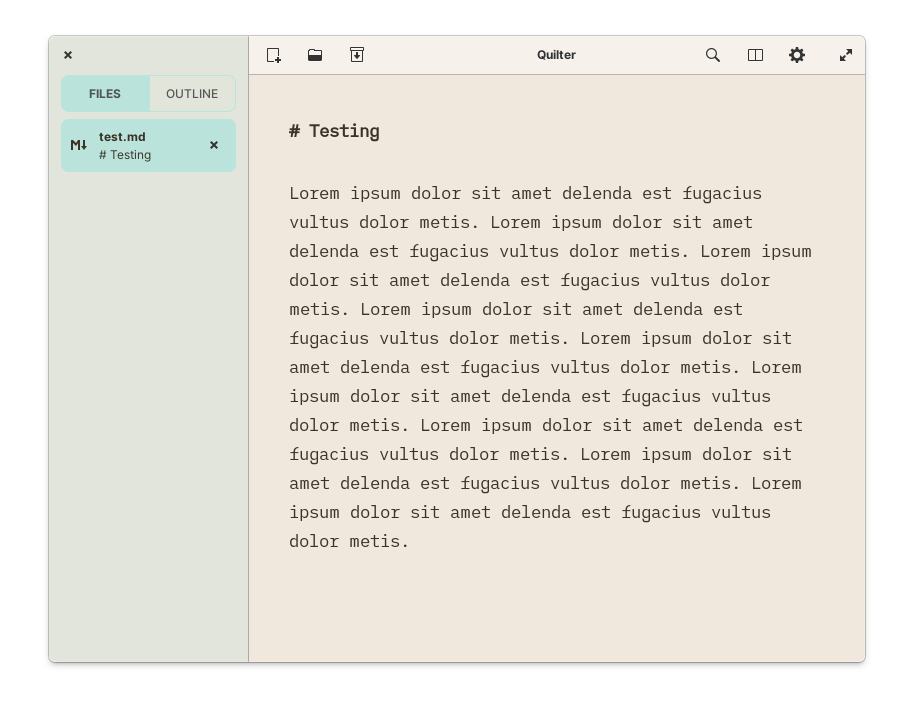 Quilter
FILES
OUTLINE
M↓
test.md
# Testing
# Testing
Lorem ipsum dolor sit amet delenda est fugacius
vultus dolor metis. Lorem ipsum dolor sit amet
delenda est fugacius vultus dolor metis. Lorem ipsum
dolor sit amet delenda est fugacius vultus dolor
metis. Lorem ipsum dolor sit amet delenda est
fugacius vultus dolor metis. Lorem ipsum dolor sit
amet delenda est fugacius vultus dolor metis. Lorem
ipsum dolor sit amet delenda est fugacius vultus
dolor metis. Lorem ipsum dolor sit amet delenda est
fugacius vultus dolor metis. Lorem ipsum dolor sit
amet delenda est fugacius vultus dolor metis. Lorem
ipsum dolor sit amet delenda est fugacius vultus
dolor metis.